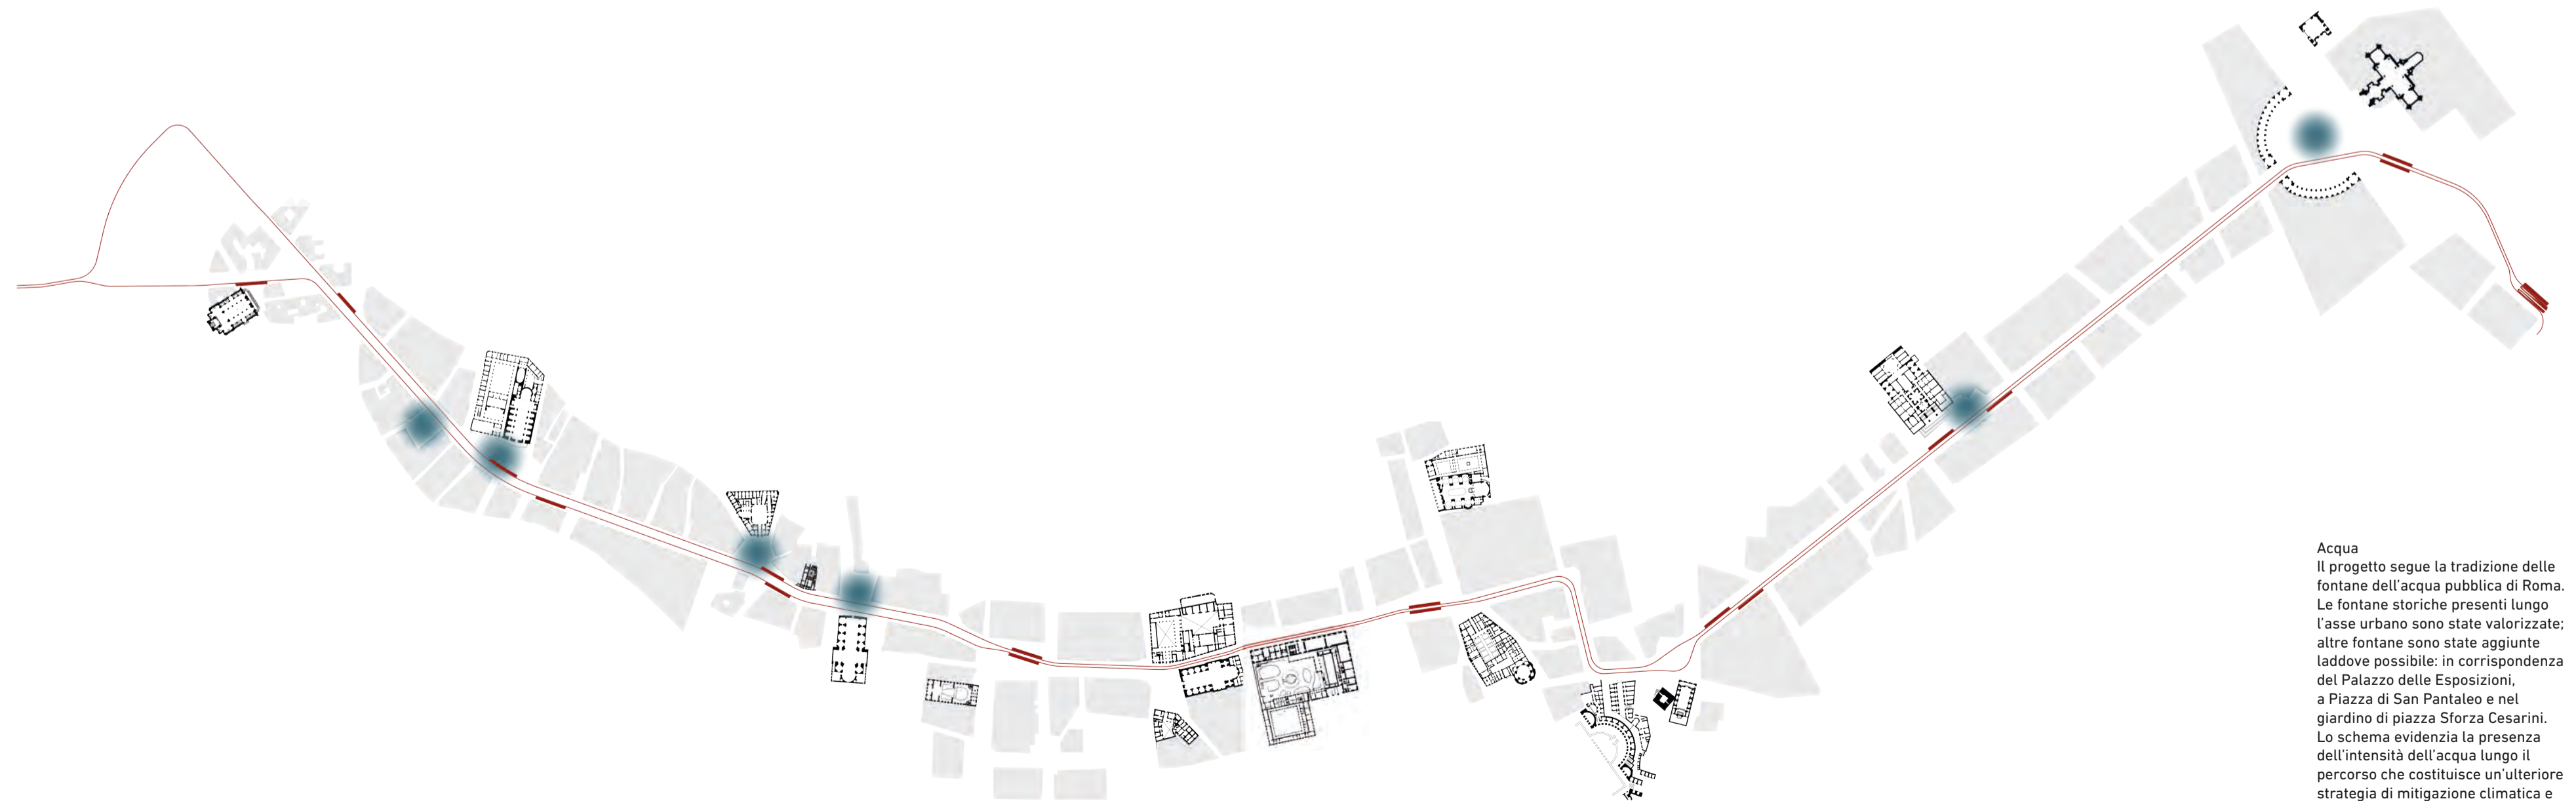 Acqua
Il progetto segue la tradizione delle
fontane dell'acqua pubblica di Roma.
Le fontane storiche presenti lungo
l'asse urbano sono state valorizzate;
altre fontane sono state aggiunte
laddove possibile: in corrispondenza
del Palazzo delle Esposizioni,
a Piazza di San Pantaleo e nel
giardino di piazza Sforza Cesarini.
Lo schema evidenzia la presenza
dell'intensità dell'acqua lungo il
percorso che costituisce un'ulteriore
strategia di mitigazione climatica e